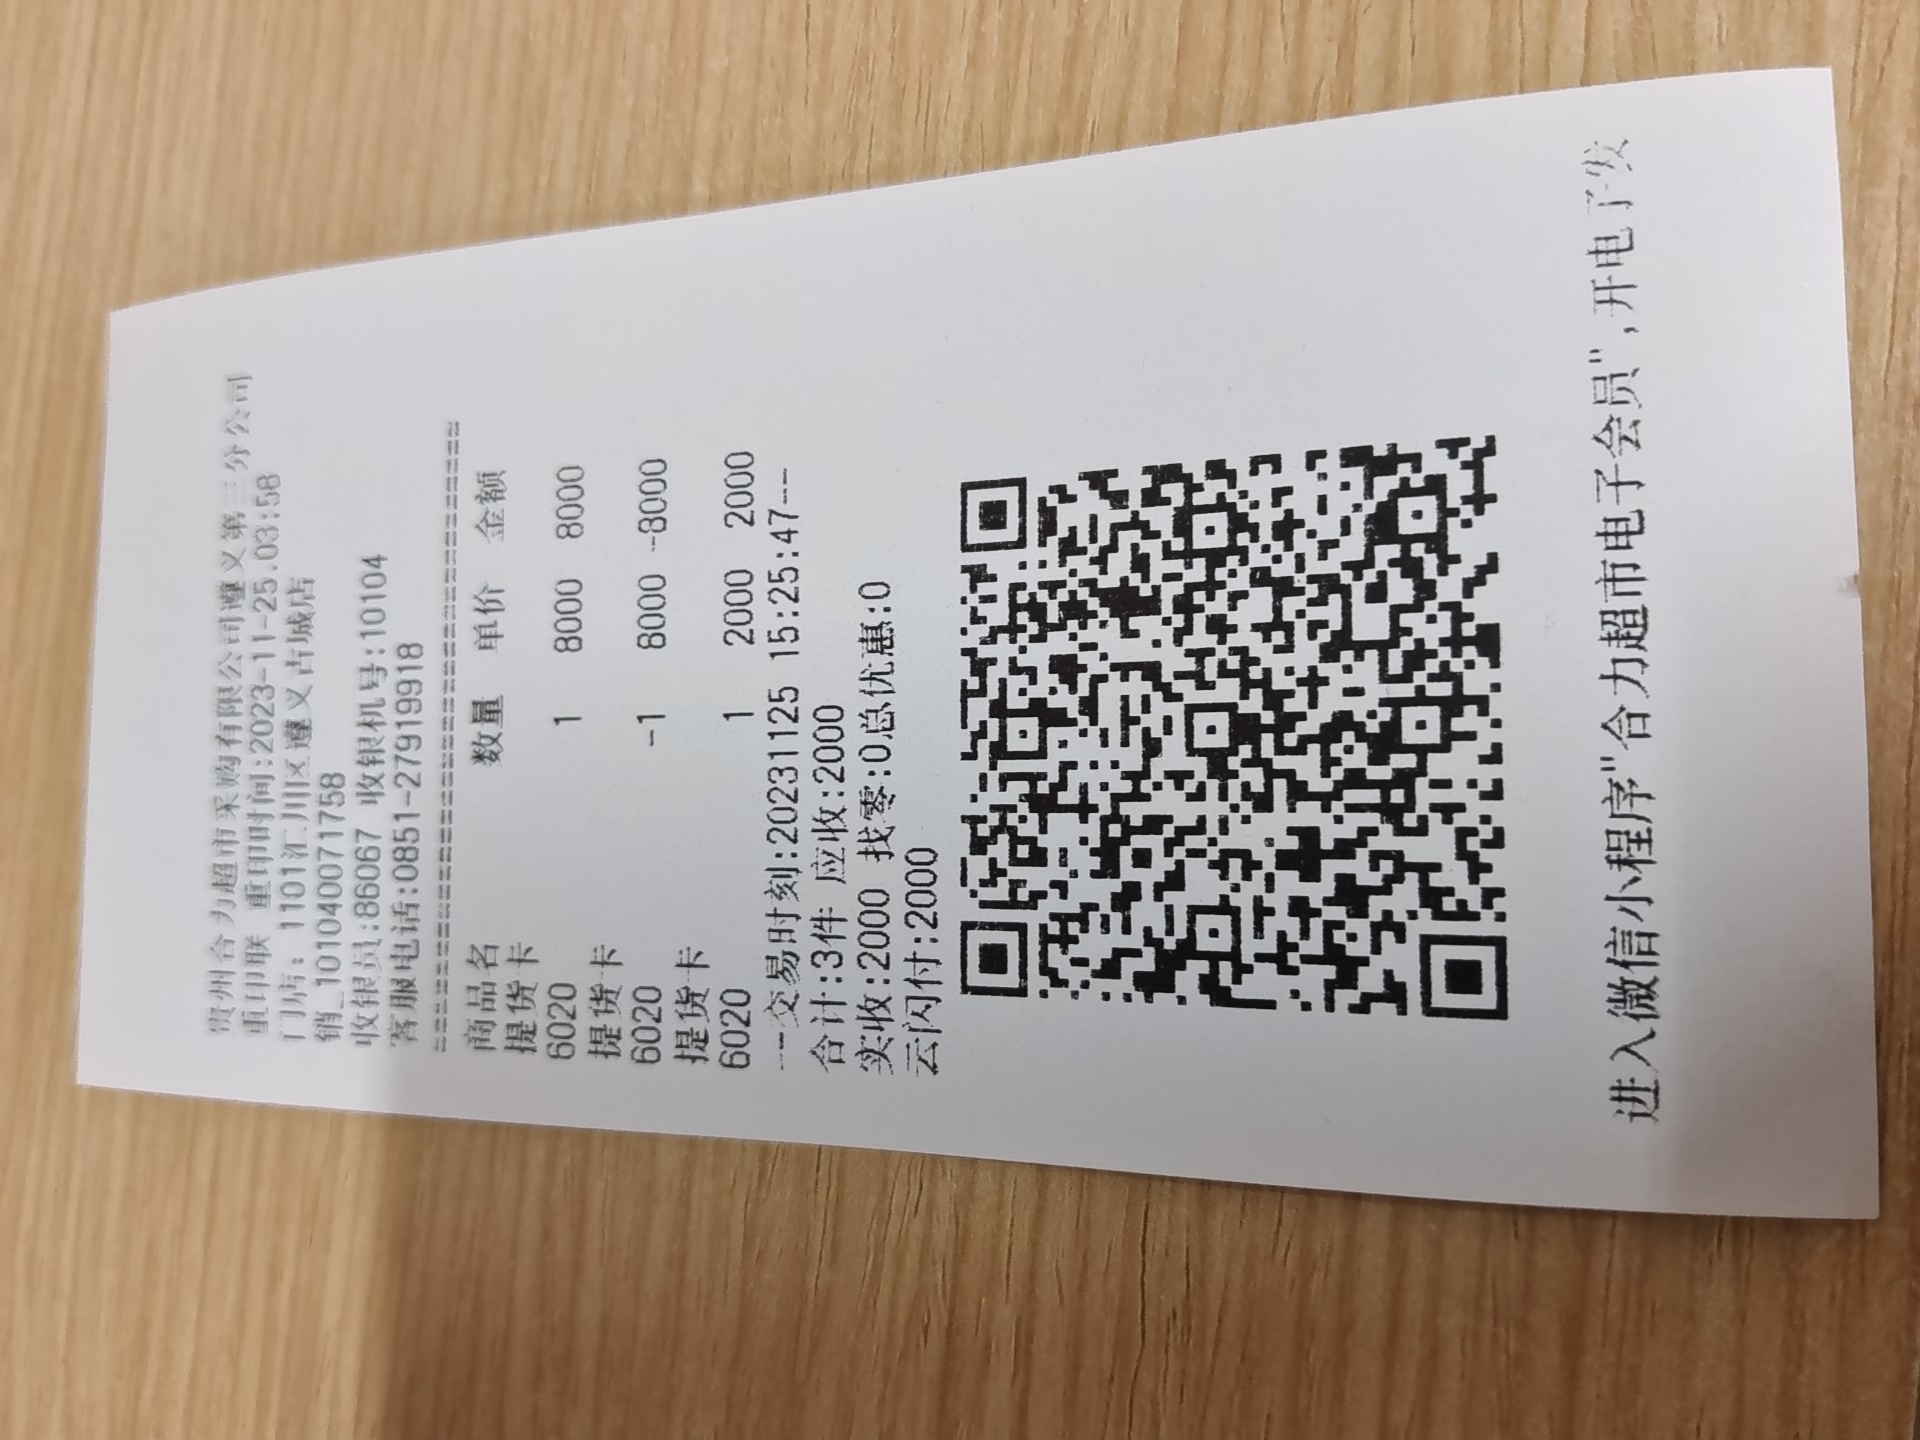 贵州合力超市采购有限公司遵义第三分公司
重印联 重印时间:2023-11-25.03:58
门店: 1101汇川区遵义古城店
销_101040071758
收银员:86067 收银机号:10104
客服电话:0851-27919918
商品名 数量 单价 金额
提货卡
6020 1 8000 8000
提货卡
6020 -1 8000 -8000
提货卡
6020 1 2000 2000
---交易时刻:20231125 15:25:47--
合计:3件 应收:2000
实收:2000 找零:0总优惠:0
云闪付:2000
进入微信小程序"合力超市电子会员",开电子发